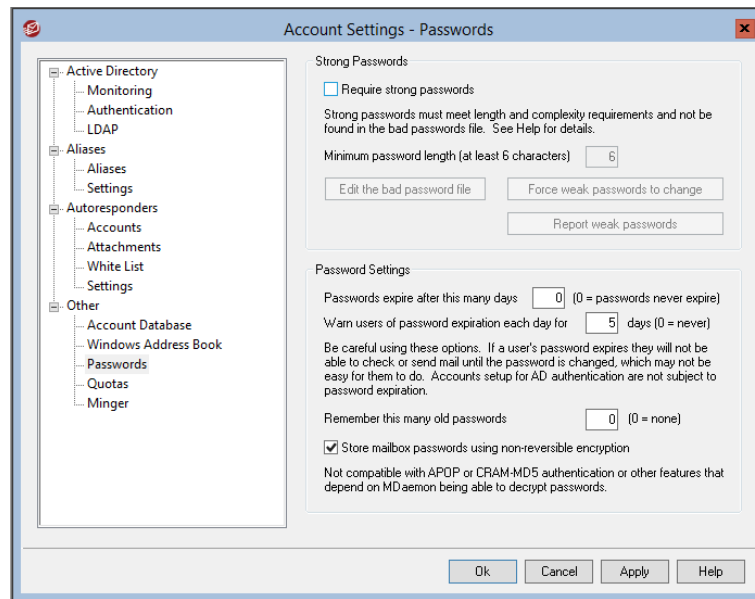 Account Settings - Passwords
Active Directory
Monitoring
Authentication
LDAP
Aliases
Aliases
Settings
Autoresponders
Accounts
Attachments
White List
Settings
Other
Account Database
Windows Address Book
Passwords
Quotas
Minger
Strong Passwords
Require strong passwords
Strong passwords must meet length and complexity requirements and not be
found in the bad passwords file. See Help for details.
Minimum password length (at least 6 characters) 6
Edit the bad password file Force weak passwords to change
Report weak passwords
Password Settings
Passwords expire after this many days 0 (0 = passwords never expire)
Warn users of password expiration each day for 5 days (0 = never)
Be careful using these options. If a user's password expires they will not be
able to check or send mail until the password is changed, which may not be
easy for them to do. Accounts setup for AD authentication are not subject to
password expiration.
Remember this many old passwords 0 (0 = none)
Store mailbox passwords using non-reversible encryption
Not compatible with APOP or CRAM-MD5 authentication or other features that
depend on MDaemon being able to decrypt passwords.
Ok Cancel Apply Help